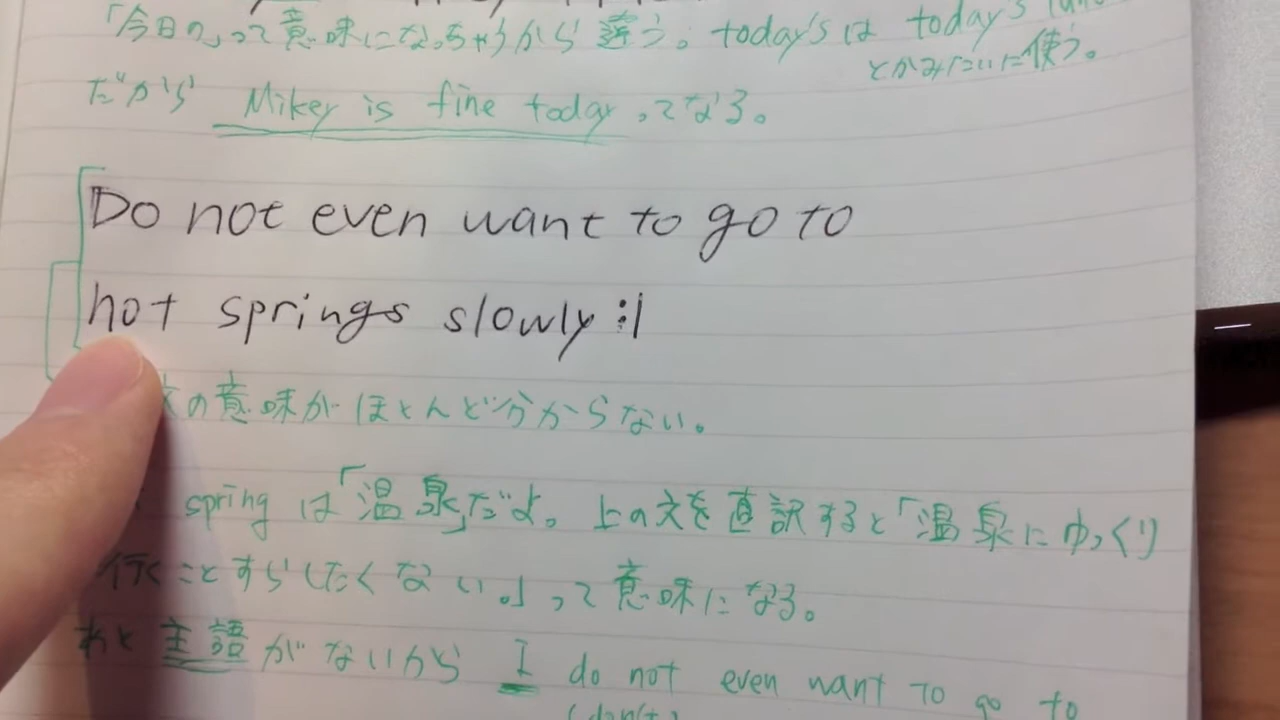 「今日の」って意味になっちゃうから違う。today'sは today's
とかみたいに使う。
だから Mikey is fine today ってなる。
Do not even want to go to
hot springs slowly :|
の意味がほとんど分からない。
spring は「温泉」だよ。上の文を直訳すると「温泉にゆっくり
行くことすらしたくない。」って意味になる。
あと主語がないから I do not even want to go to
(don't)